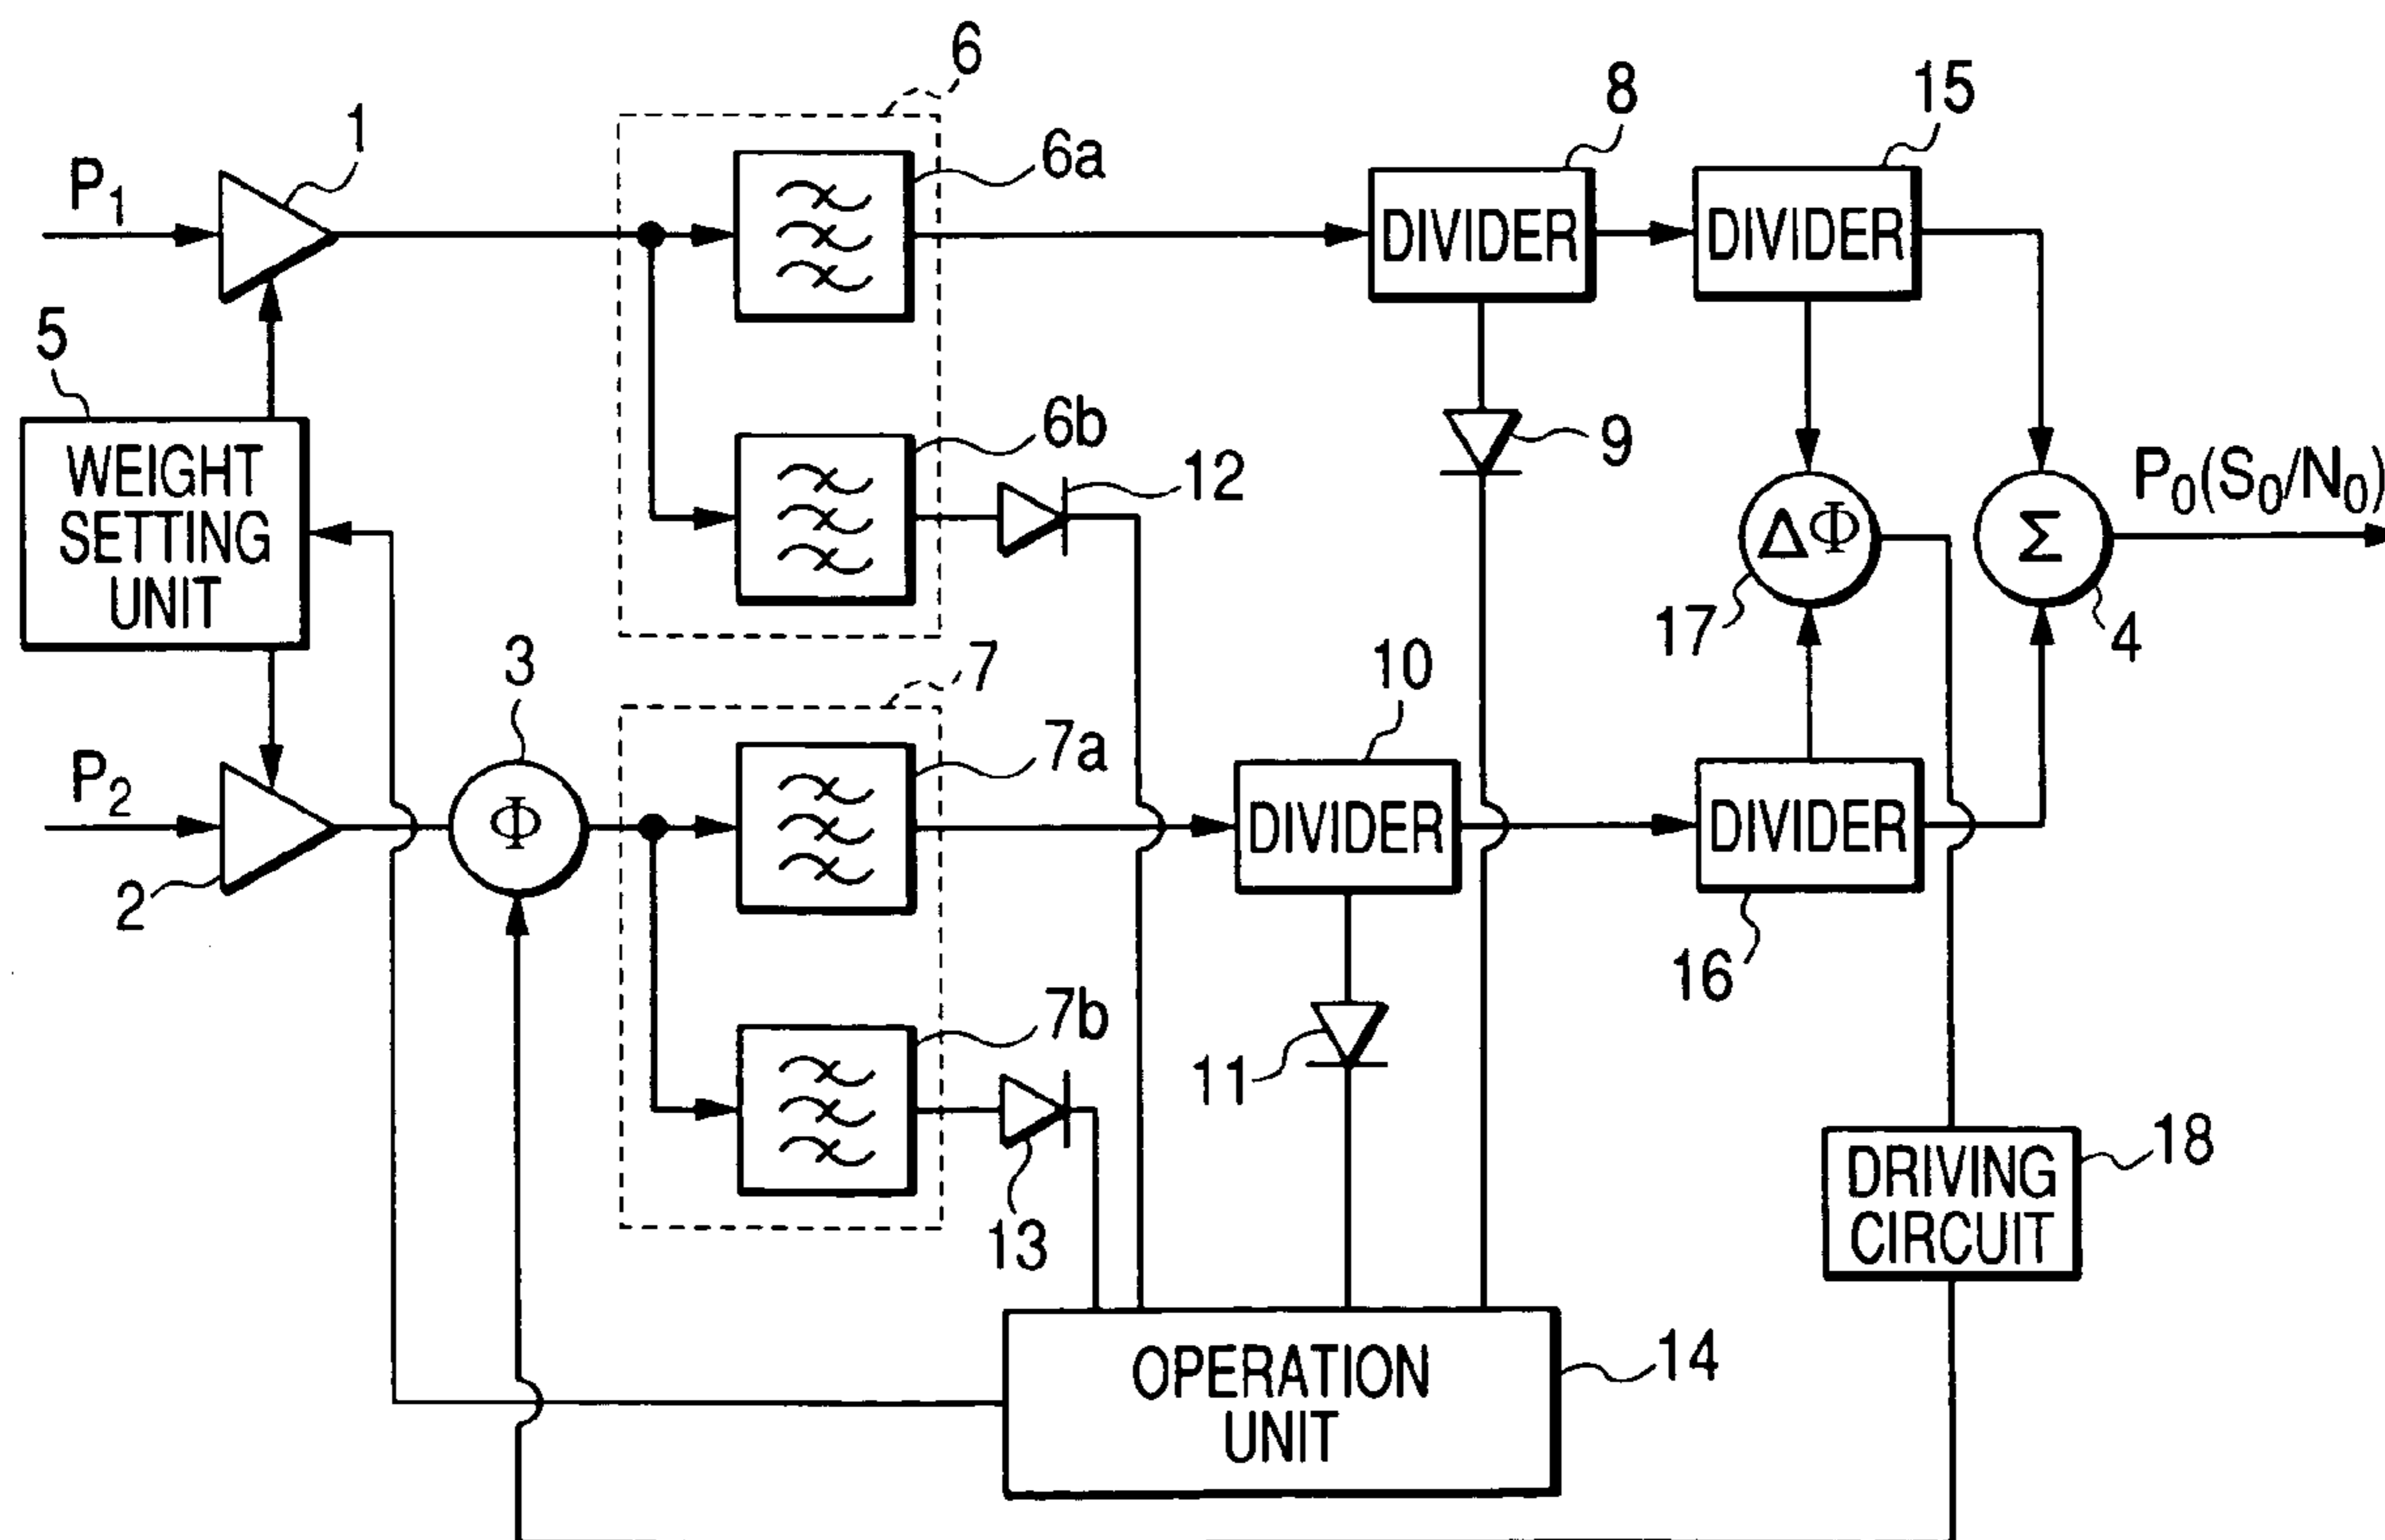 6
8
15
1
6a
P1
DIVIDER
DIVIDER
5
6b
12
9
P0(S0/N0)
WEIGHT
SETTING
UNIT
ΔΦ
Σ
17
4
3
7
10
7a
P2
Φ
DIVIDER
DIVIDER
2
16
7b
11
13
18
DRIVING
CIRCUIT
14
OPERATION
UNIT